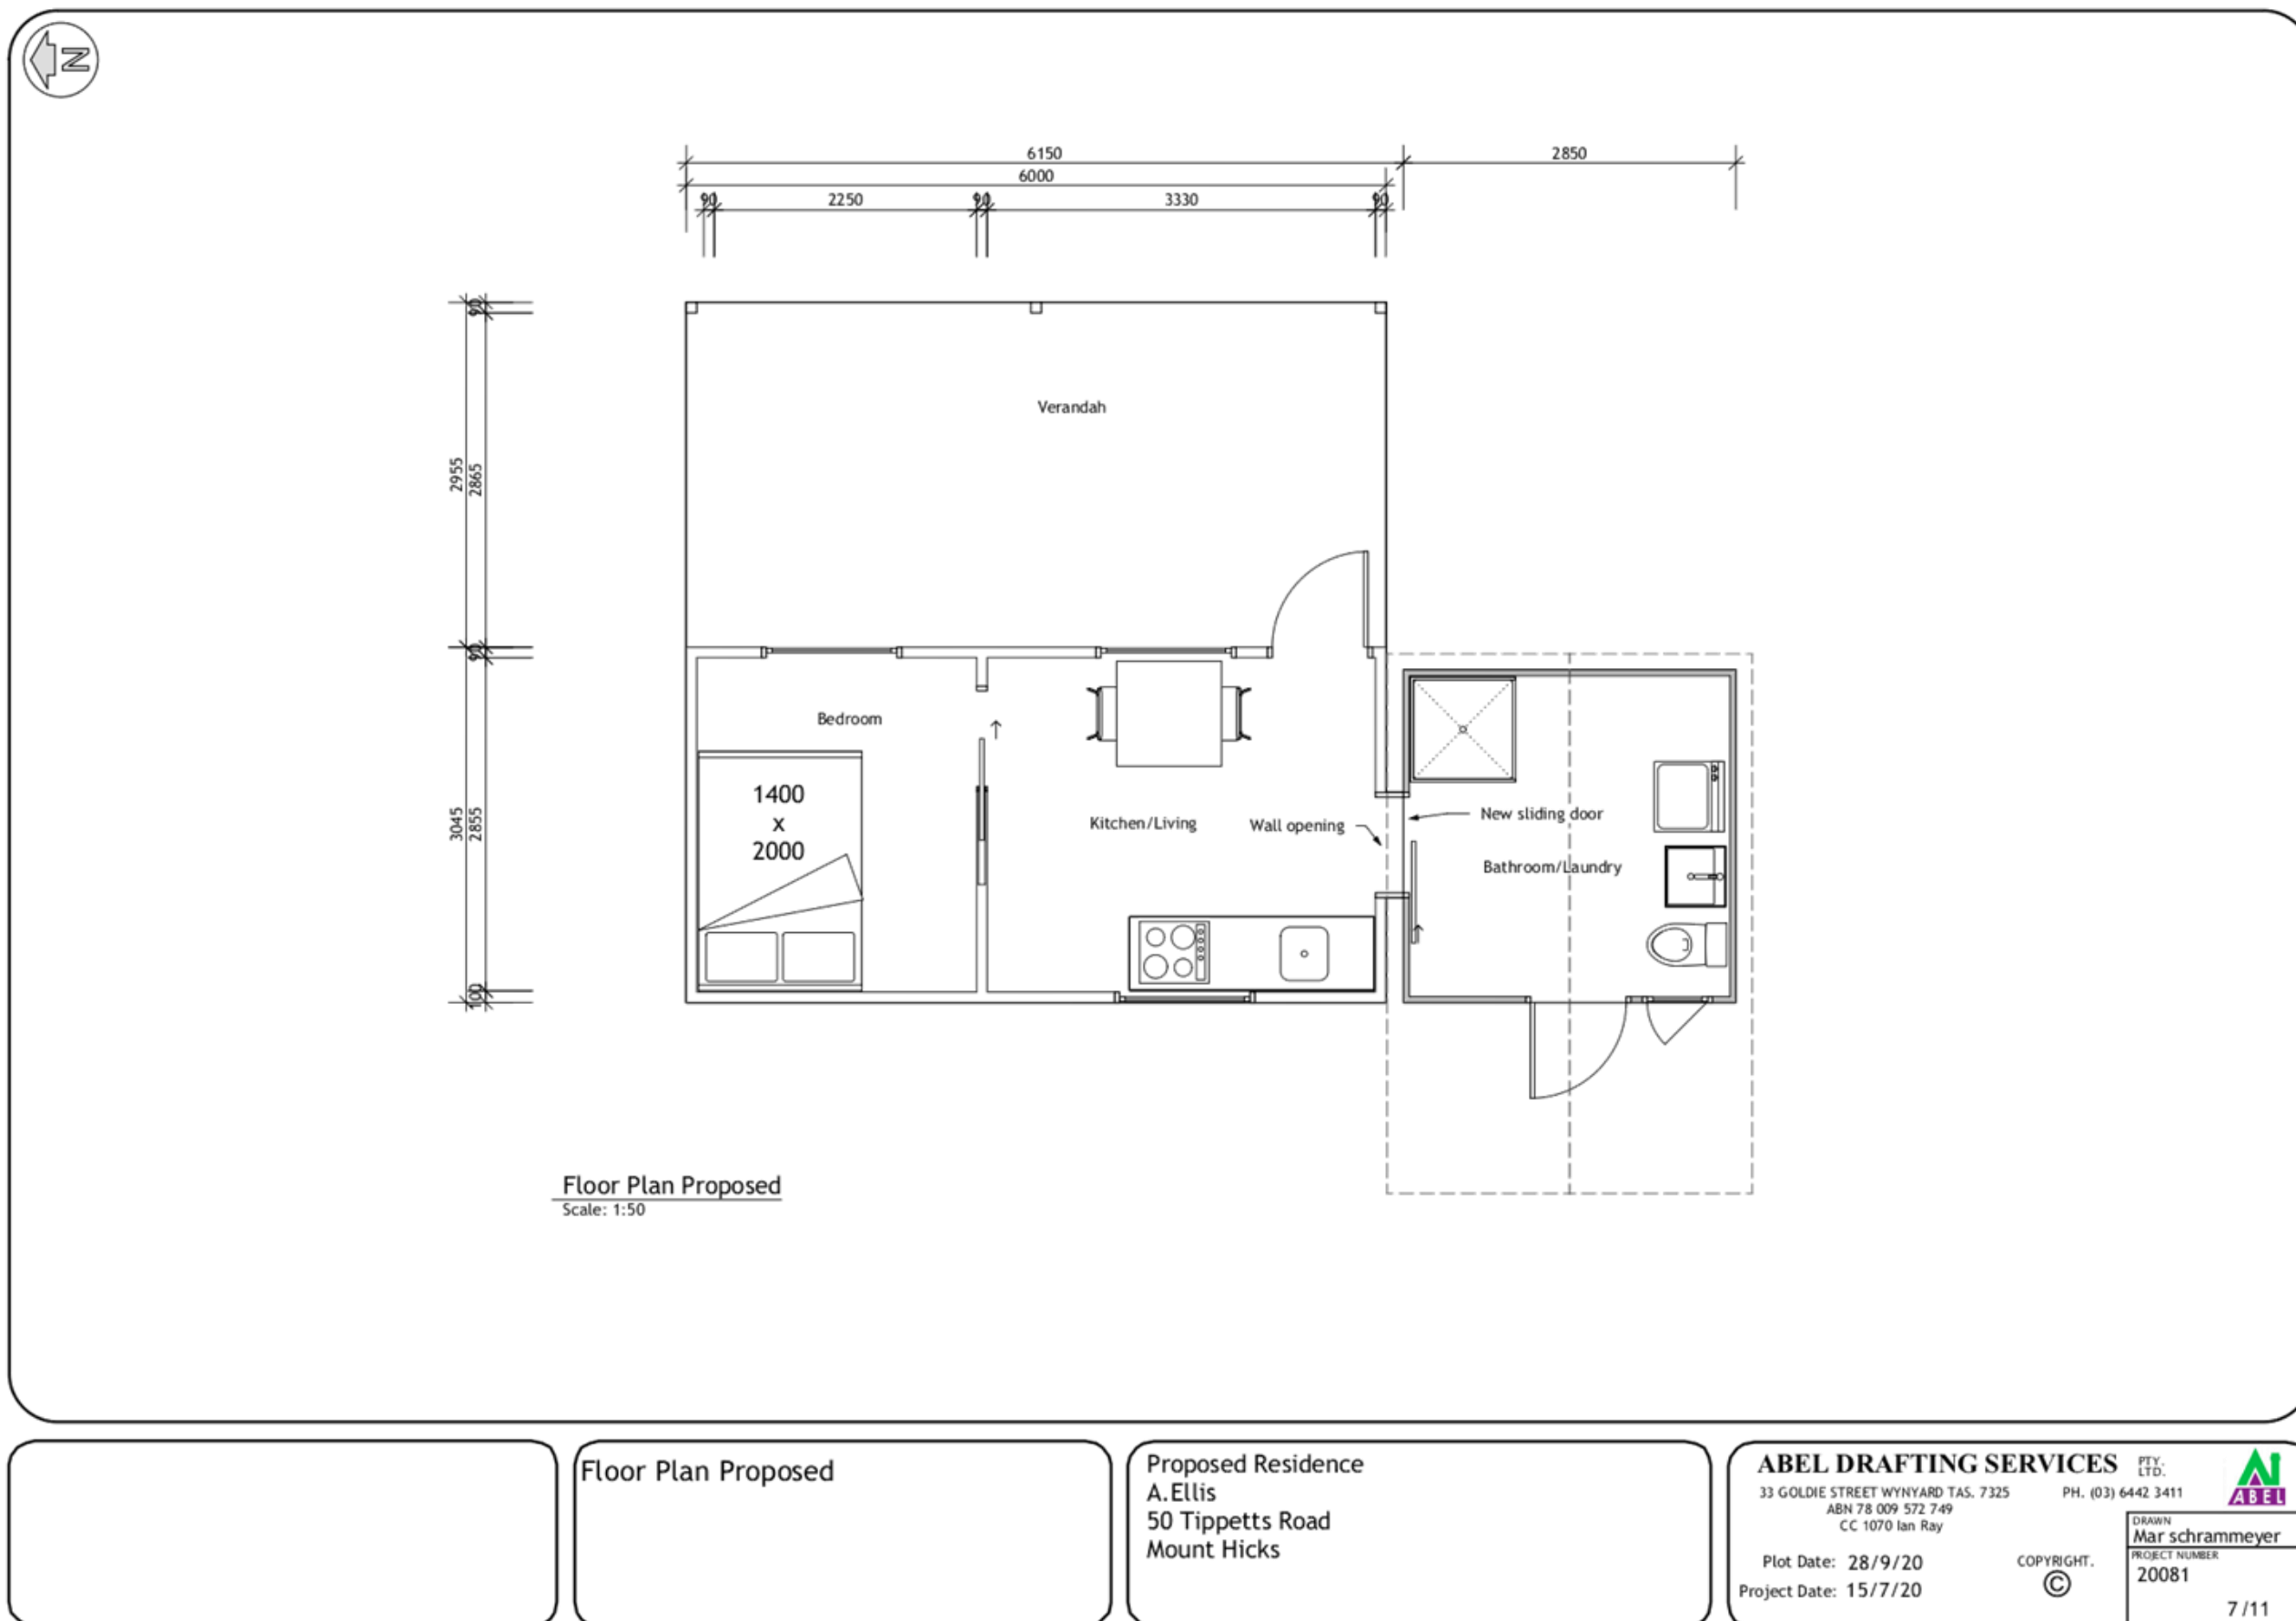 N
6150
2850
6000
90
2250
90
3330
90
90
2955
2865
Verandah
90
Bedroom
1400
x
2000
3045
2855
Kitchen/Living
Wall opening
New sliding door
Bathroom/Laundry
100
Floor Plan Proposed
Scale: 1:50
Floor Plan Proposed
Proposed Residence
A.Ellis
50 Tippetts Road
Mount Hicks
ABEL DRAFTING SERVICES PTY. LTD.
33 GOLDIE STREET WYNYARD TAS. 7325 PH. (03) 6442 3411
ABN 78 009 572 749
CC 1070 Ian Ray
ABEL
Plot Date: 28/9/20
Project Date: 15/7/20
COPYRIGHT.
©
DRAWN
Mar schrammeyer
PROJECT NUMBER
20081
7 /11